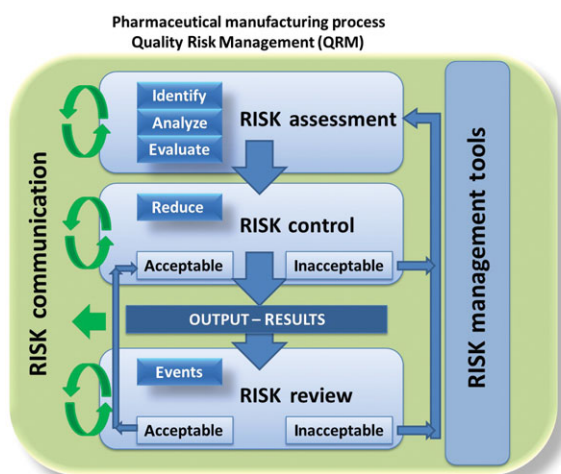 Pharmaceutical manufacturing process
Quality Risk Management (QRM)
RISK communication
Identify
Analyze
Evaluate
RISK assessment
Reduce
RISK control
Acceptable
Inacceptable
OUTPUT – RESULTS
Events
RISK review
Acceptable
Inacceptable
RISK management tools